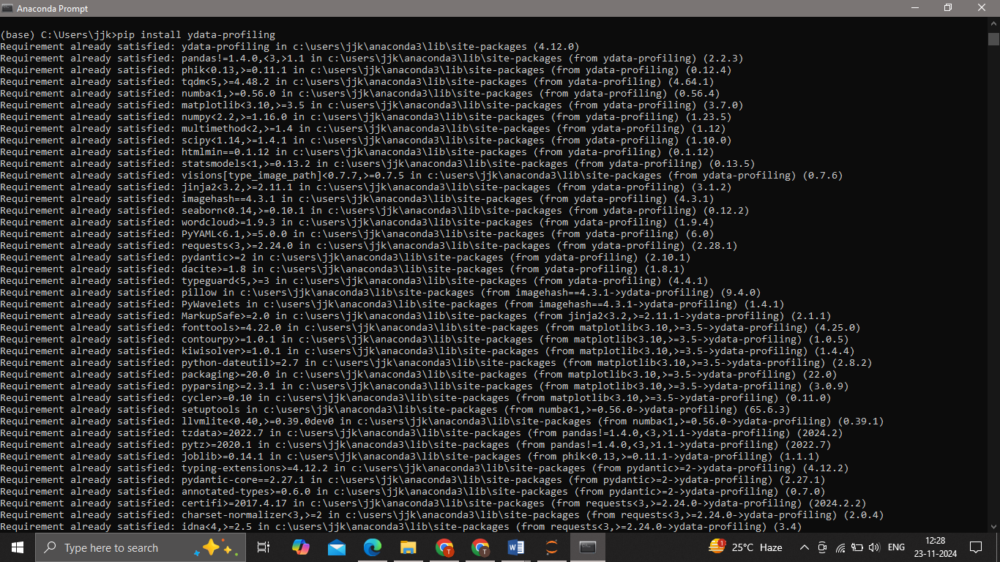 Anaconda Prompt
(base) C:\Users\jjk>pip install ydata-profiling
Requirement already satisfied: ydata-profiling in c:\users\jjk\anaconda3\lib\site-packages (4.12.0)
Requirement already satisfied: pandas!=1.4.0,<3,>1.1 in c:\users\jjk\anaconda3\lib\site-packages (from ydata-profiling) (2.2.3)
Requirement already satisfied: phik<0.13,>=0.11.1 in c:\users\jjk\anaconda3\lib\site-packages (from ydata-profiling) (0.12.4)
Requirement already satisfied: tqdm<5,>=4.48.2 in c:\users\jjk\anaconda3\lib\site-packages (from ydata-profiling) (4.64.1)
Requirement already satisfied: numba<1,>=0.56.0 in c:\users\jjk\anaconda3\lib\site-packages (from ydata-profiling) (0.56.4)
Requirement already satisfied: matplotlib<3.10,>=3.5 in c:\users\jjk\anaconda3\lib\site-packages (from ydata-profiling) (3.7.0)
Requirement already satisfied: numpy<2.2,>=1.16.0 in c:\users\jjk\anaconda3\lib\site-packages (from ydata-profiling) (1.23.5)
Requirement already satisfied: multimethod<2,>=1.4 in c:\users\jjk\anaconda3\lib\site-packages (from ydata-profiling) (1.12)
Requirement already satisfied: scipy<1.14,>=1.4.1 in c:\users\jjk\anaconda3\lib\site-packages (from ydata-profiling) (1.10.0)
Requirement already satisfied: htmlmin==0.1.12 in c:\users\jjk\anaconda3\lib\site-packages (from ydata-profiling) (0.1.12)
Requirement already satisfied: statsmodels<1,>=0.13.2 in c:\users\jjk\anaconda3\lib\site-packages (from ydata-profiling) (0.13.5)
Requirement already satisfied: visions[type_image_path]<0.7.7,>=0.7.5 in c:\users\jjk\anaconda3\lib\site-packages (from ydata-profiling) (0.7.6)
Requirement already satisfied: jinja2<3.2,>=2.11.1 in c:\users\jjk\anaconda3\lib\site-packages (from ydata-profiling) (3.1.2)
Requirement already satisfied: imagehash==4.3.1 in c:\users\jjk\anaconda3\lib\site-packages (from ydata-profiling) (4.3.1)
Requirement already satisfied: seaborn<0.14,>=0.10.1 in c:\users\jjk\anaconda3\lib\site-packages (from ydata-profiling) (0.12.2)
Requirement already satisfied: wordcloud>=1.9.3 in c:\users\jjk\anaconda3\lib\site-packages (from ydata-profiling) (1.9.4)
Requirement already satisfied: PyYAML<6.1,>=5.0.0 in c:\users\jjk\anaconda3\lib\site-packages (from ydata-profiling) (6.0)
Requirement already satisfied: requests<3,>=2.24.0 in c:\users\jjk\anaconda3\lib\site-packages (from ydata-profiling) (2.28.1)
Requirement already satisfied: pydantic>=2 in c:\users\jjk\anaconda3\lib\site-packages (from ydata-profiling) (2.10.1)
Requirement already satisfied: dacite>=1.8 in c:\users\jjk\anaconda3\lib\site-packages (from ydata-profiling) (1.8.1)
Requirement already satisfied: typeguard<5,>=3 in c:\users\jjk\anaconda3\lib\site-packages (from ydata-profiling) (4.4.1)
Requirement already satisfied: pillow in c:\users\jjk\anaconda3\lib\site-packages (from imagehash==4.3.1->ydata-profiling) (9.4.0)
Requirement already satisfied: PyWavelets in c:\users\jjk\anaconda3\lib\site-packages (from imagehash==4.3.1->ydata-profiling) (1.4.1)
Requirement already satisfied: MarkupSafe>=2.0 in c:\users\jjk\anaconda3\lib\site-packages (from jinja2<3.2,>=2.11.1->ydata-profiling) (2.1.1)
Requirement already satisfied: fonttools>=4.22.0 in c:\users\jjk\anaconda3\lib\site-packages (from matplotlib<3.10,>=3.5->ydata-profiling) (4.25.0)
Requirement already satisfied: contourpy>=1.0.1 in c:\users\jjk\anaconda3\lib\site-packages (from matplotlib<3.10,>=3.5->ydata-profiling) (1.0.5)
Requirement already satisfied: kiwisolver>=1.0.1 in c:\users\jjk\anaconda3\lib\site-packages (from matplotlib<3.10,>=3.5->ydata-profiling) (1.4.4)
Requirement already satisfied: python-dateutil>=2.7 in c:\users\jjk\anaconda3\lib\site-packages (from matplotlib<3.10,>=3.5->ydata-profiling) (2.8.2)
Requirement already satisfied: packaging>=20.0 in c:\users\jjk\anaconda3\lib\site-packages (from matplotlib<3.10,>=3.5->ydata-profiling) (22.0)
Requirement already satisfied: pyparsing>=2.3.1 in c:\users\jjk\anaconda3\lib\site-packages (from matplotlib<3.10,>=3.5->ydata-profiling) (3.0.9)
Requirement already satisfied: cycler>=0.10 in c:\users\jjk\anaconda3\lib\site-packages (from matplotlib<3.10,>=3.5->ydata-profiling) (0.11.0)
Requirement already satisfied: setuptools in c:\users\jjk\anaconda3\lib\site-packages (from numba<1,>=0.56.0->ydata-profiling) (65.6.3)
Requirement already satisfied: llvmlite<0.40,>=0.39.0dev0 in c:\users\jjk\anaconda3\lib\site-packages (from numba<1,>=0.56.0->ydata-profiling) (0.39.1)
Requirement already satisfied: tzdata>=2022.7 in c:\users\jjk\anaconda3\lib\site-packages (from pandas!=1.4.0,<3,>1.1->ydata-profiling) (2024.2)
Requirement already satisfied: pytz>=2020.1 in c:\users\jjk\anaconda3\lib\site-packages (from pandas!=1.4.0,<3,>1.1->ydata-profiling) (2022.7)
Requirement already satisfied: joblib>=0.14.1 in c:\users\jjk\anaconda3\lib\site-packages (from phik<0.13,>=0.11.1->ydata-profiling) (1.1.1)
Requirement already satisfied: typing-extensions>=4.12.2 in c:\users\jjk\anaconda3\lib\site-packages (from pydantic>=2->ydata-profiling) (4.12.2)
Requirement already satisfied: pydantic-core==2.27.1 in c:\users\jjk\anaconda3\lib\site-packages (from pydantic>=2->ydata-profiling) (2.27.1)
Requirement already satisfied: annotated-types>=0.6.0 in c:\users\jjk\anaconda3\lib\site-packages (from pydantic>=2->ydata-profiling) (0.7.0)
Requirement already satisfied: certifi>=2017.4.17 in c:\users\jjk\anaconda3\lib\site-packages (from requests<3,>=2.24.0->ydata-profiling) (2024.2.2)
Requirement already satisfied: charset-normalizer<3,>=2 in c:\users\jjk\anaconda3\lib\site-packages (from requests<3,>=2.24.0->ydata-profiling) (2.0.4)
Requirement already satisfied: idna<4,>=2.5 in c:\users\jjk\anaconda3\lib\site-packages (from requests<3,>=2.24.0->ydata-profiling) (3.4)
Type here to search
T
T
W
1
25°C Haze
ENG
12:28
23-11-2024